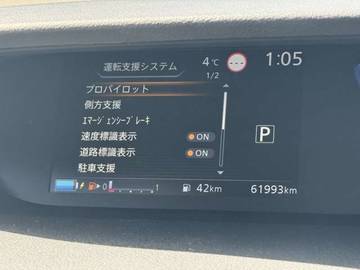 運転支援システム
4℃
1:05
1/2
プロパイロット
側方支援
ｴﾏｰｼﾞｪﾝｼｰﾌﾞﾚｰｷ
速度標識表示 ON
道路標識表示 ON
駐車支援
P
0 1
42km
61993km